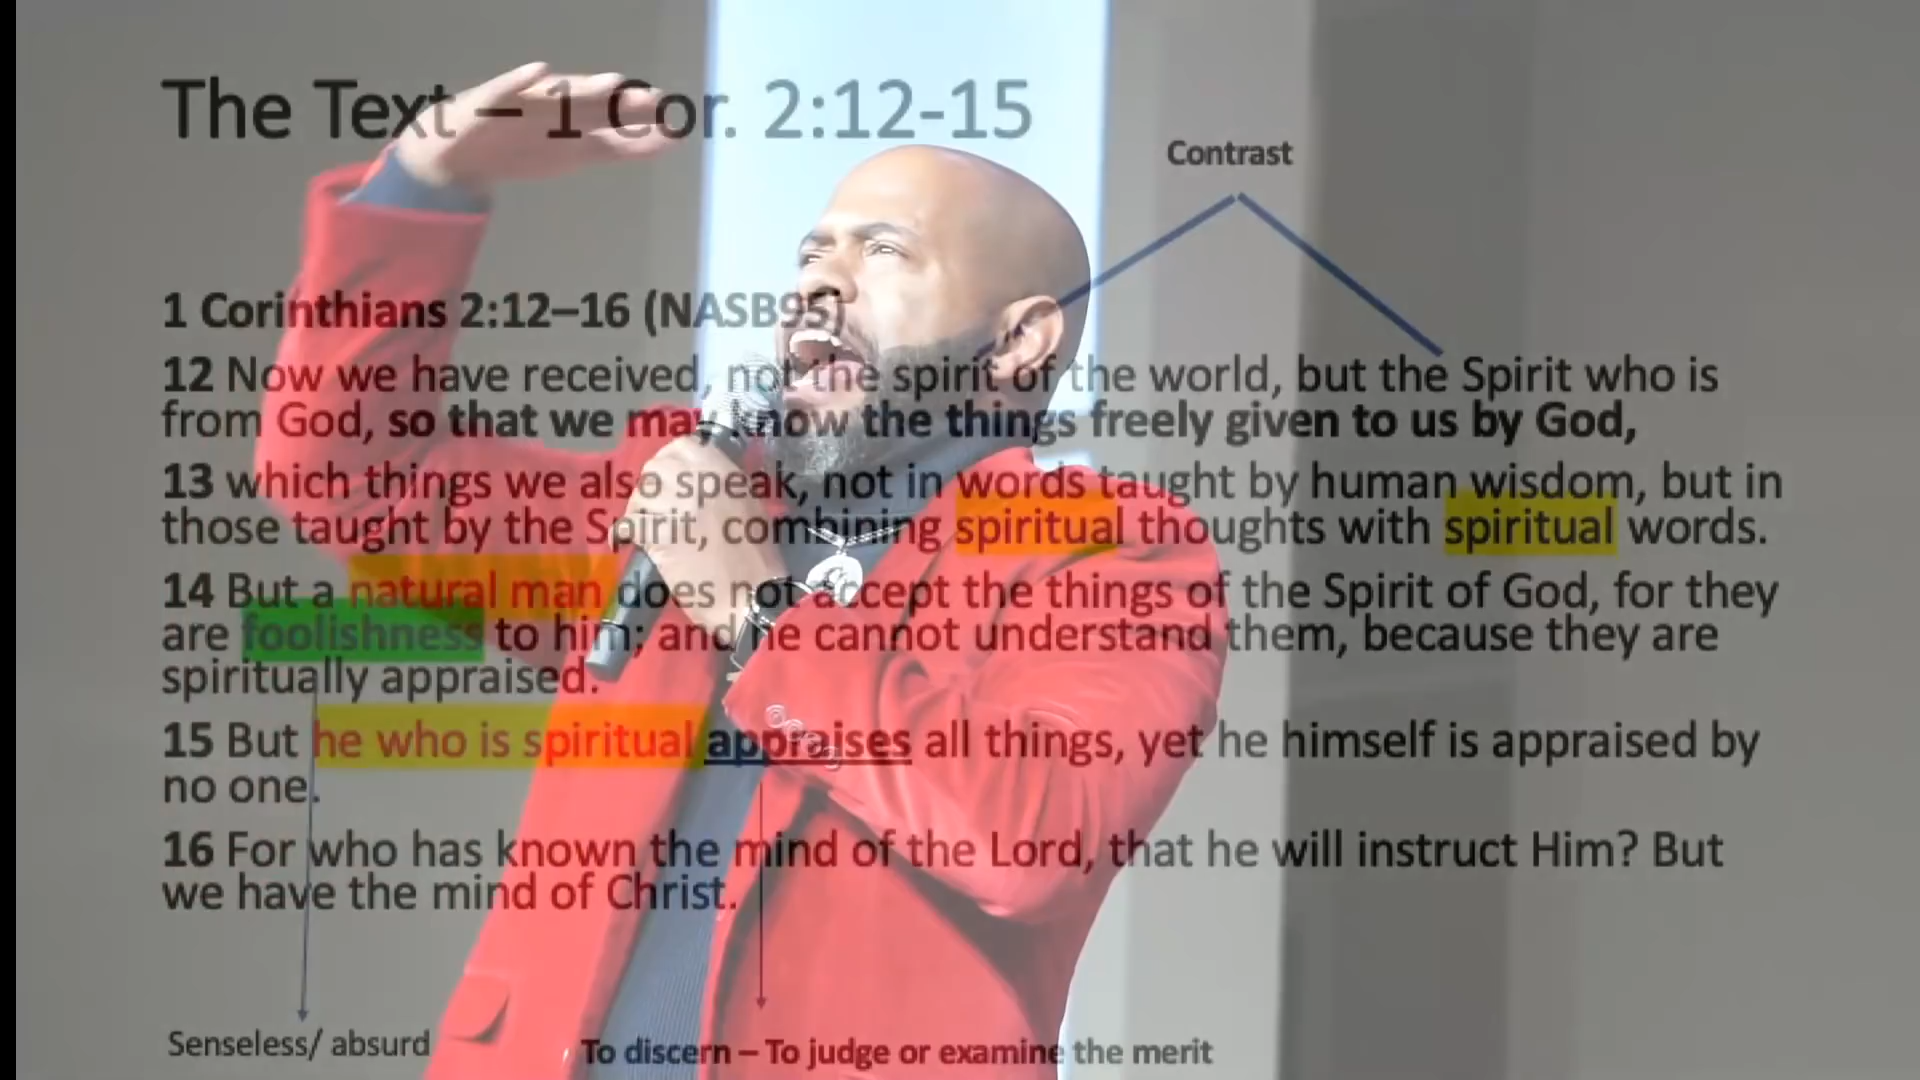 The Text – 1 Cor. 2:12-15
Contrast
1 Corinthians 2:12–16 (NASB95)
12 Now we have received, not the spirit of the world, but the Spirit who is
from God, so that we may know the things freely given to us by God,
13 which things we also speak, not in words taught by human wisdom, but in
those taught by the Spirit, combining spiritual thoughts with spiritual words.
14 But a natural man does not accept the things of the Spirit of God, for they
are foolishness to him; and he cannot understand them, because they are
spiritually appraised.
15 But he who is spiritual appraises all things, yet he himself is appraised by
no one.
16 For who has known the mind of the Lord, that he will instruct Him? But
we have the mind of Christ.
Senseless/ absurd
To discern – To judge or examine the merit